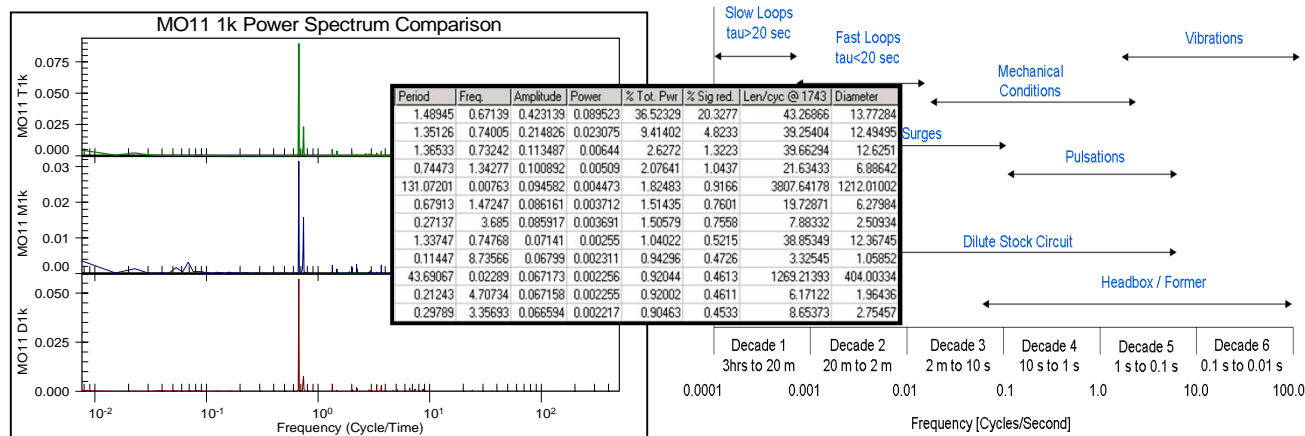 MO11 1k Power Spectrum Comparison
MO11 T1k
0.075
0.050
0.025
0.000
MO11 M1k
0.03
0.02
0.01
0.00
MO11 D1k
0.050
0.025
0.000
10-2 10-1 100 101 102
Frequency (Cycle/Time)
Period Freq. Amplitude Power % Tot. Pwr % Sig red. Len/cyc @ 1743 Diameter
1.48945 0.67139 0.423139 0.089523 36.52329 20.3277 43.26866 13.77284
1.35126 0.74005 0.214826 0.023075 9.41402 4.8233 39.25404 12.49495
1.36533 0.73242 0.113487 0.00644 2.6272 1.3223 39.66294 12.6251
0.74473 1.34277 0.100892 0.00509 2.07641 1.0437 21.63433 6.88642
131.07201 0.00763 0.094582 0.004473 1.82483 0.9166 3807.64178 1212.01002
0.67913 1.47247 0.086161 0.003712 1.51435 0.7601 19.72871 6.27984
0.27137 3.685 0.085917 0.003691 1.50579 0.7558 7.88332 2.50934
1.33747 0.74768 0.07141 0.00255 1.04022 0.5215 38.85349 12.36745
0.11447 8.73566 0.06799 0.002311 0.94296 0.4726 3.32545 1.05852
43.69067 0.02289 0.067173 0.002256 0.92044 0.4613 1269.21393 404.00334
0.21243 4.70734 0.067158 0.002255 0.92002 0.4611 6.17122 1.96436
0.29789 3.35693 0.066594 0.002217 0.90463 0.4533 8.65373 2.75457
Slow Loops
tau>20 sec
Fast Loops
tau<20 sec
Vibrations
Mechanical
Conditions
Surges
Pulsations
Dilute Stock Circuit
Headbox / Former
Decade 1 Decade 2 Decade 3 Decade 4 Decade 5 Decade 6
3hrs to 20 m 20 m to 2 m 2 m to 10 s 10 s to 1 s 1 s to 0.1 s 0.1 s to 0.01 s
0.0001 0.001 0.01 0.1 1.0 10.0 100.0
Frequency [Cycles/Second]